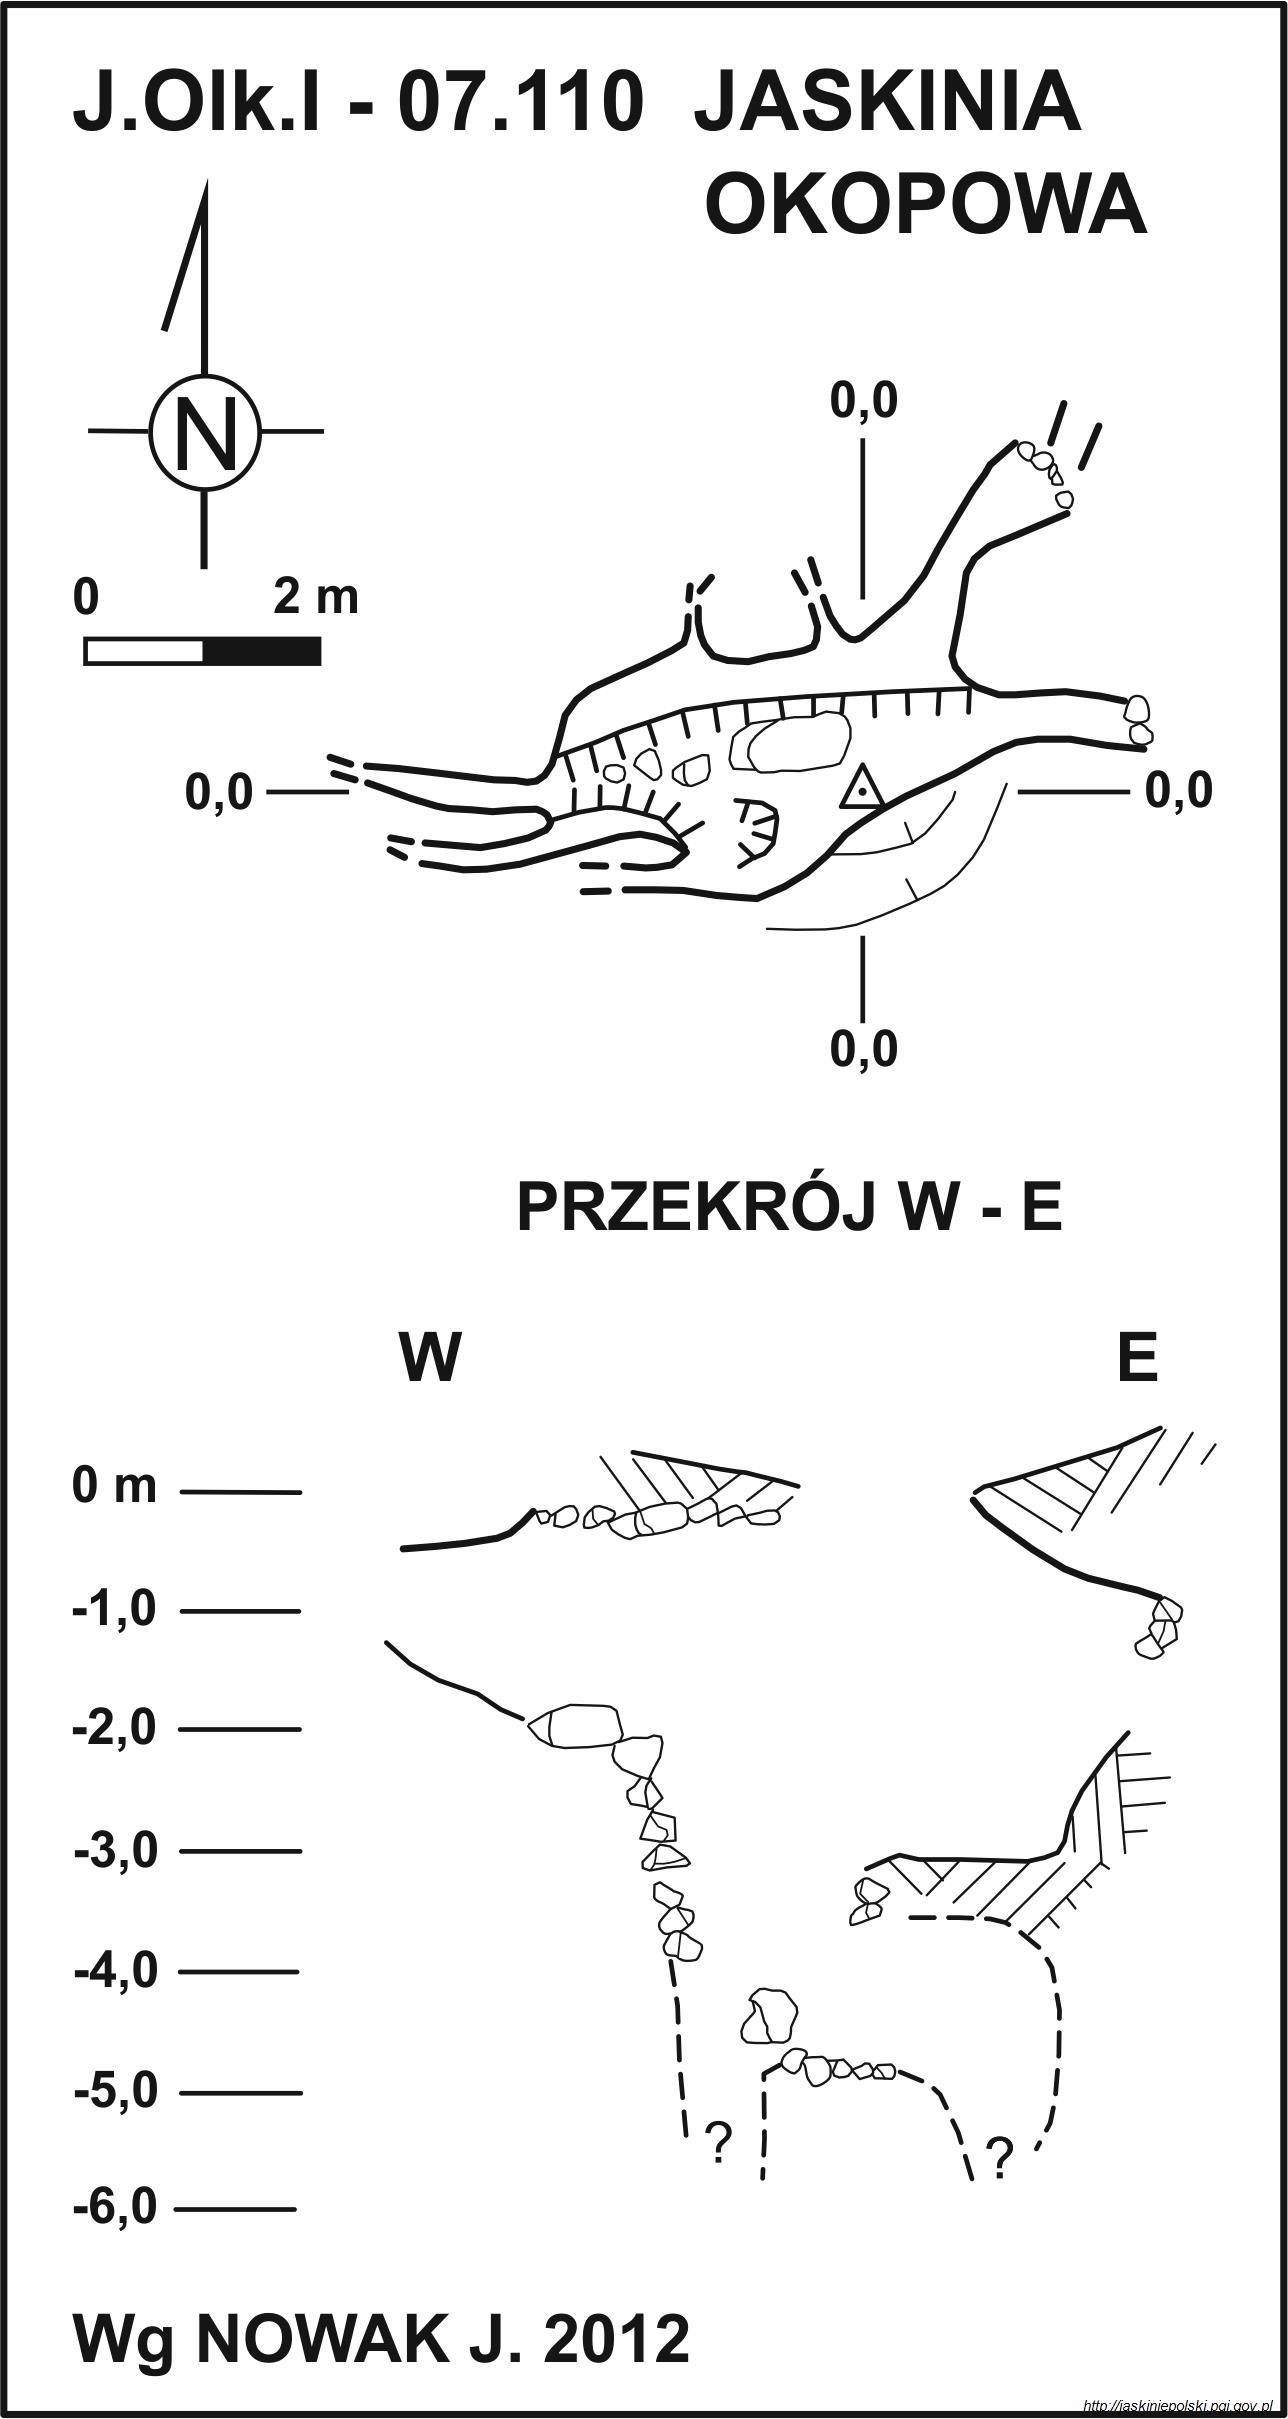 J.Olk.I - 07.110 JASKINIA
OKOPOWA
N
0 2 m
0,0
0,0
0,0
0,0
PRZEKRÓJ W - E
W E
0 m
-1,0
-2,0
-3,0
-4,0
-5,0
? ?
-6,0
Wg NOWAK J. 2012
http://jaskiniepolski.pgi.gov.pl